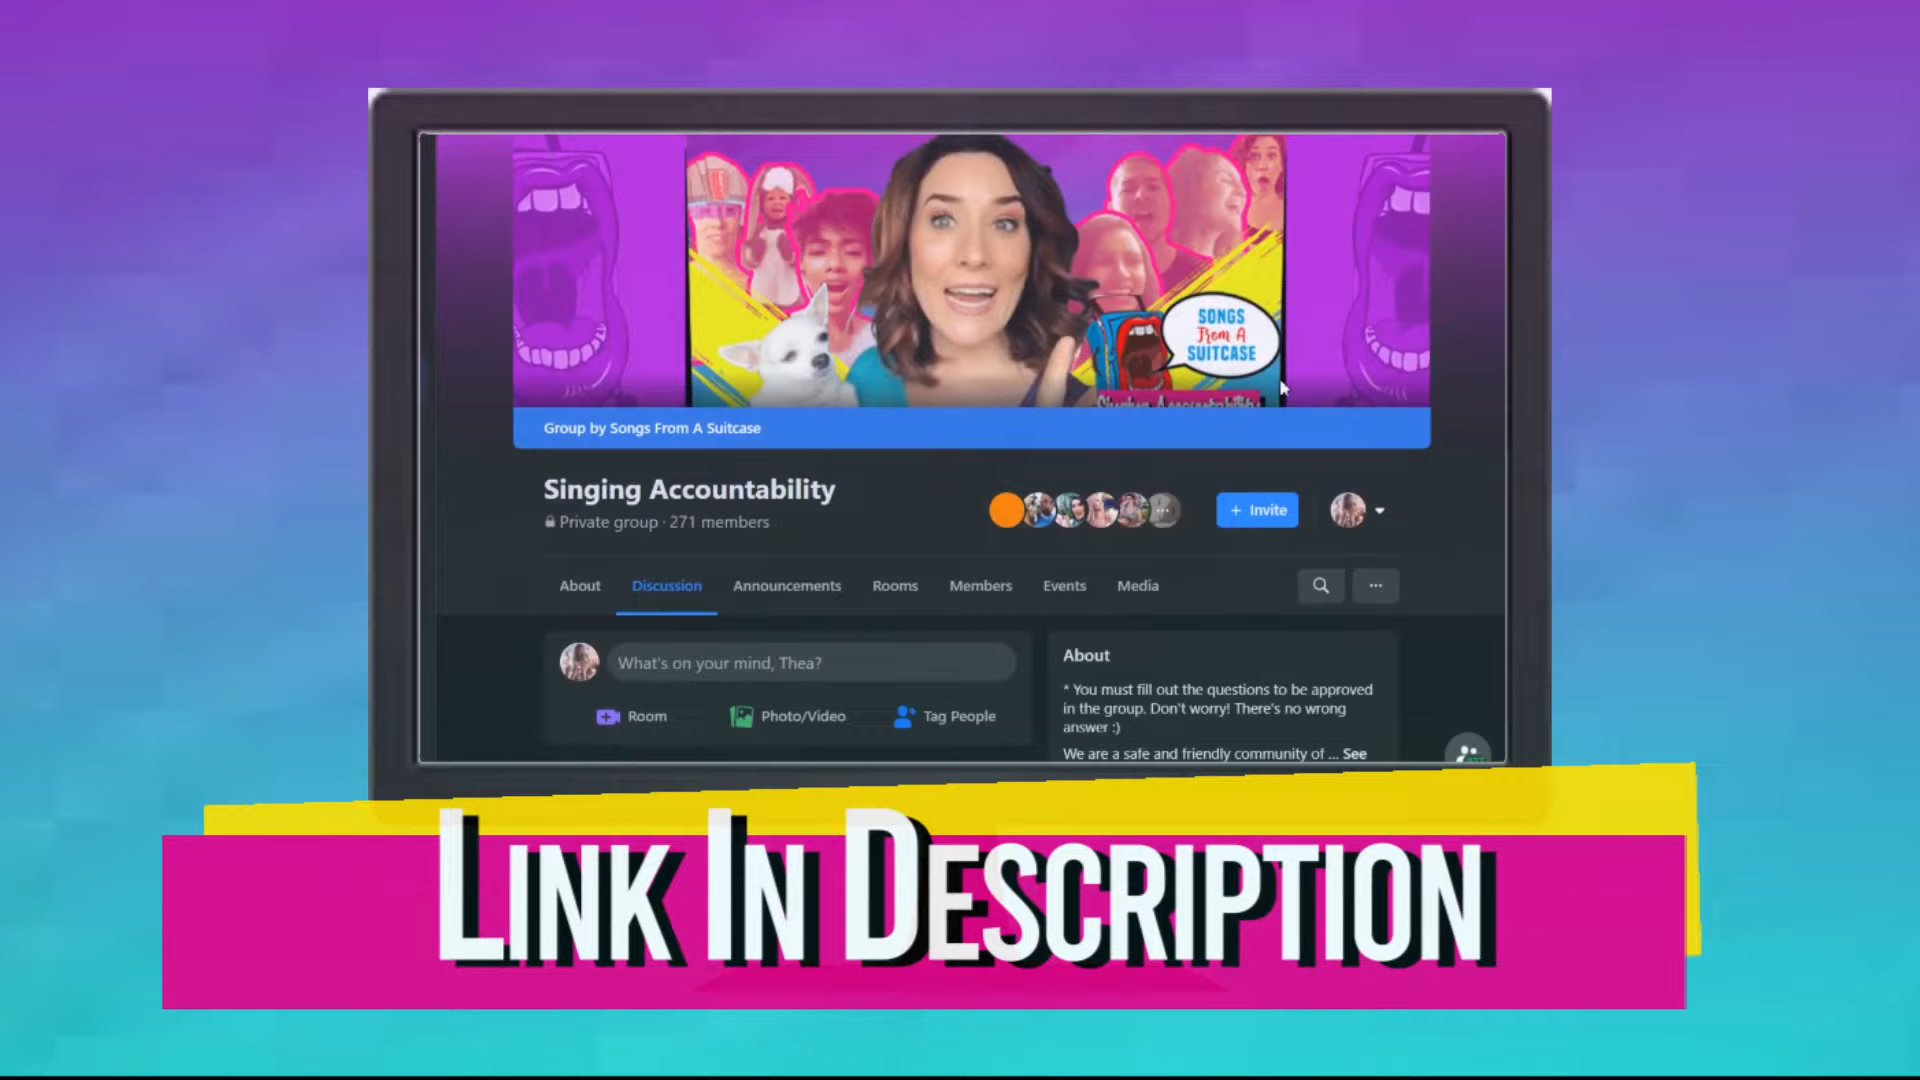 SONGS
From A
SUITCASE
Singing Accountability
Group by Songs From A Suitcase
Singing Accountability
Private group · 271 members
+ Invite
About
Discussion
Announcements
Rooms
Members
Events
Media
What's on your mind, Thea?
Room
Photo/Video
Tag People
About
* You must fill out the questions to be approved
in the group. Don't worry! There's no wrong
answer :)
We are a safe and friendly community of ... See
LINK IN DESCRIPTION